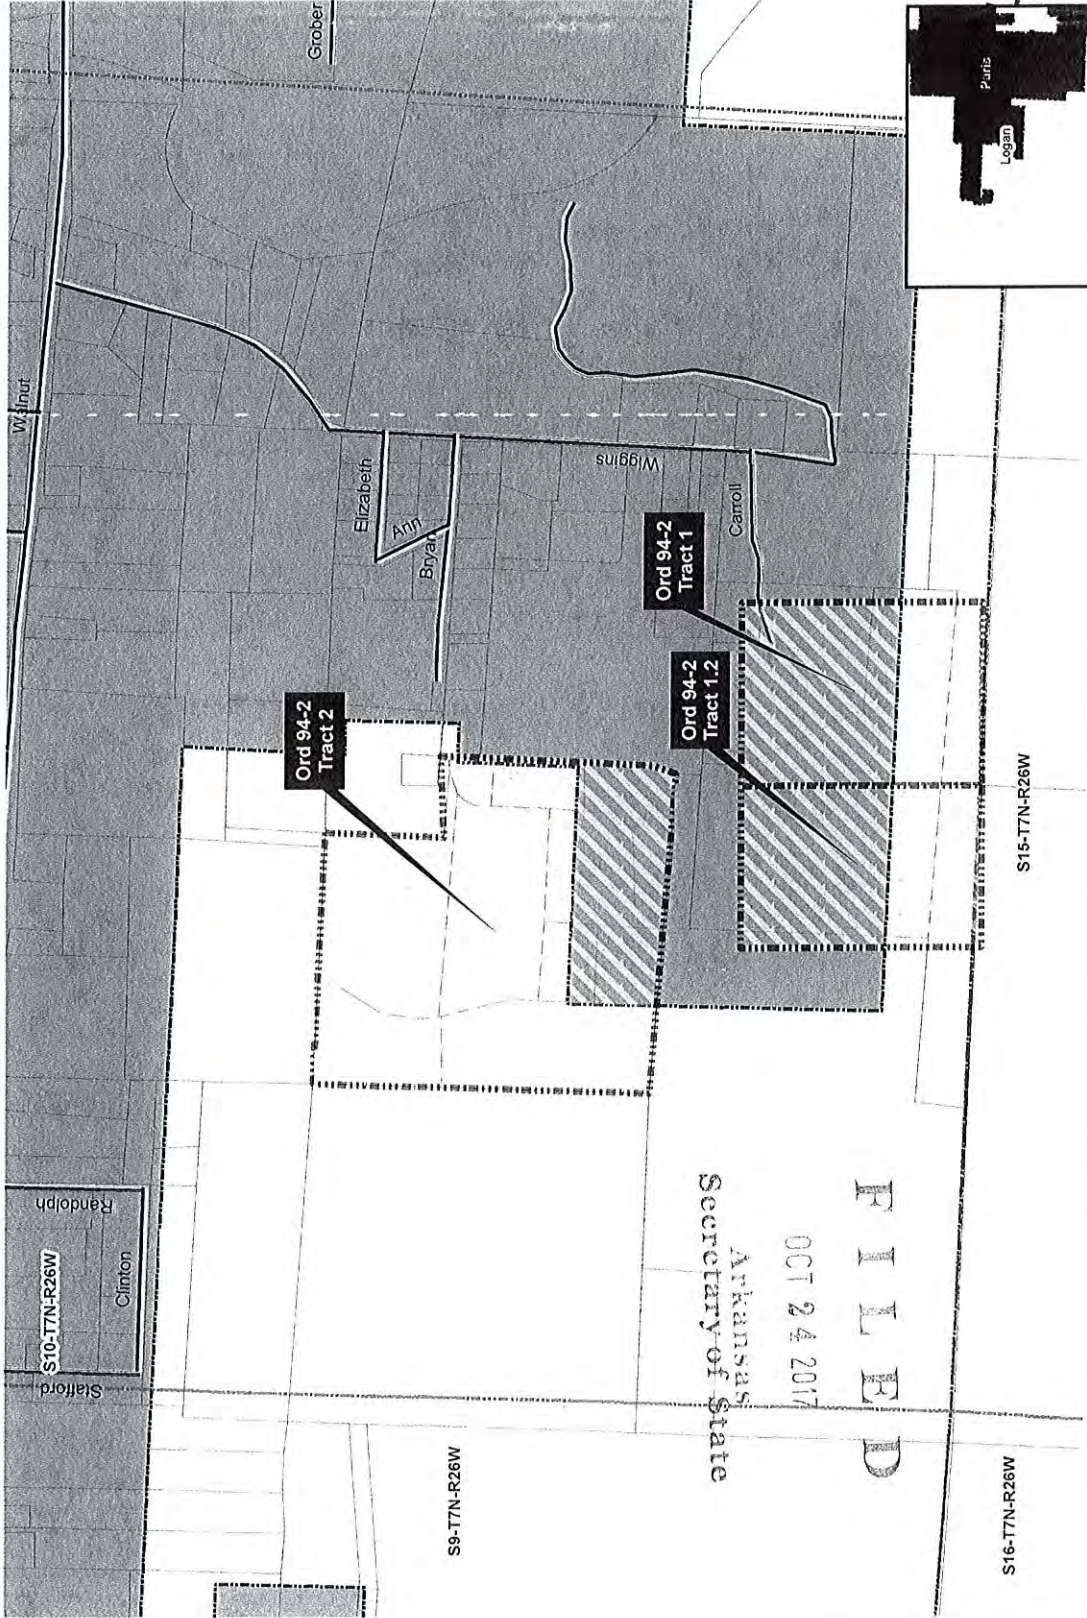 Grober
Walnut
Elizabeth
Ann
Bryan
Wiggins
Carroll
Ord 94-2
Tract 1
Ord 94-2
Tract 1.2
Ord 94-2
Tract 2
Paris
Logan
S15-T7N-R26W
Randolph
Clinton
S10-T7N-R26W
Stafford
S9-T7N-R26W
S16-T7N-R26W
FILED
OCT 24 2017
Arkansas
Secretary of State